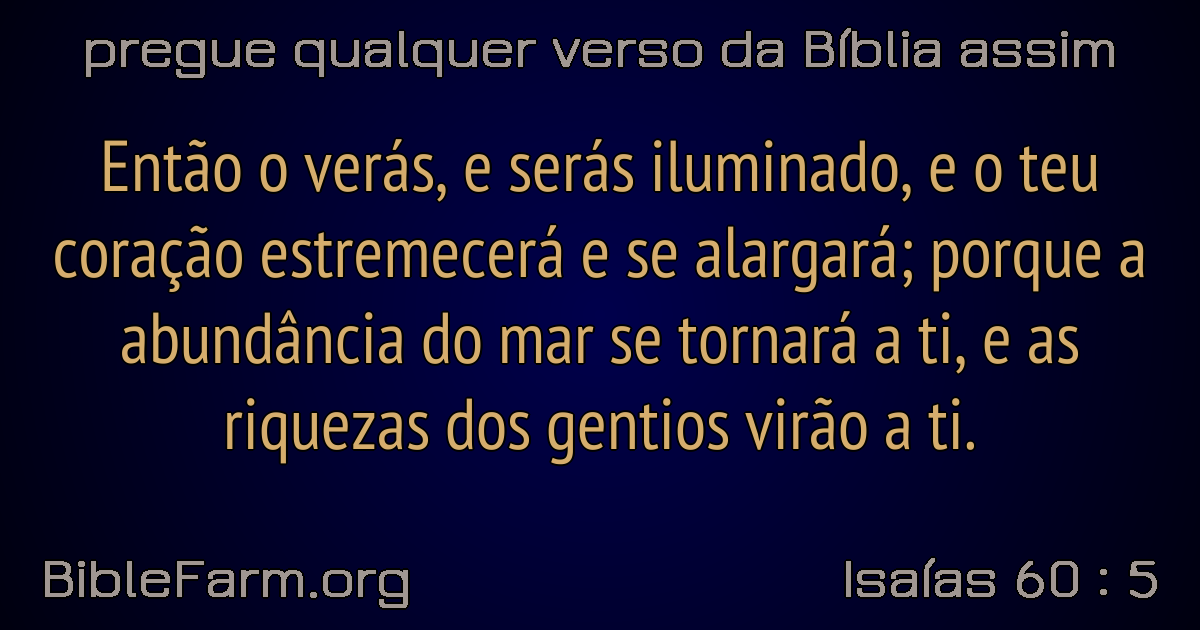 pregue qualquer verso da Bíblia assim
Então o verás, e serás iluminado, e o teu
coração estremecerá e se alargará; porque a
abundância do mar se tornará a ti, e as
riquezas dos gentios virão a ti.
BibleFarm.org
Isaías 60 : 5